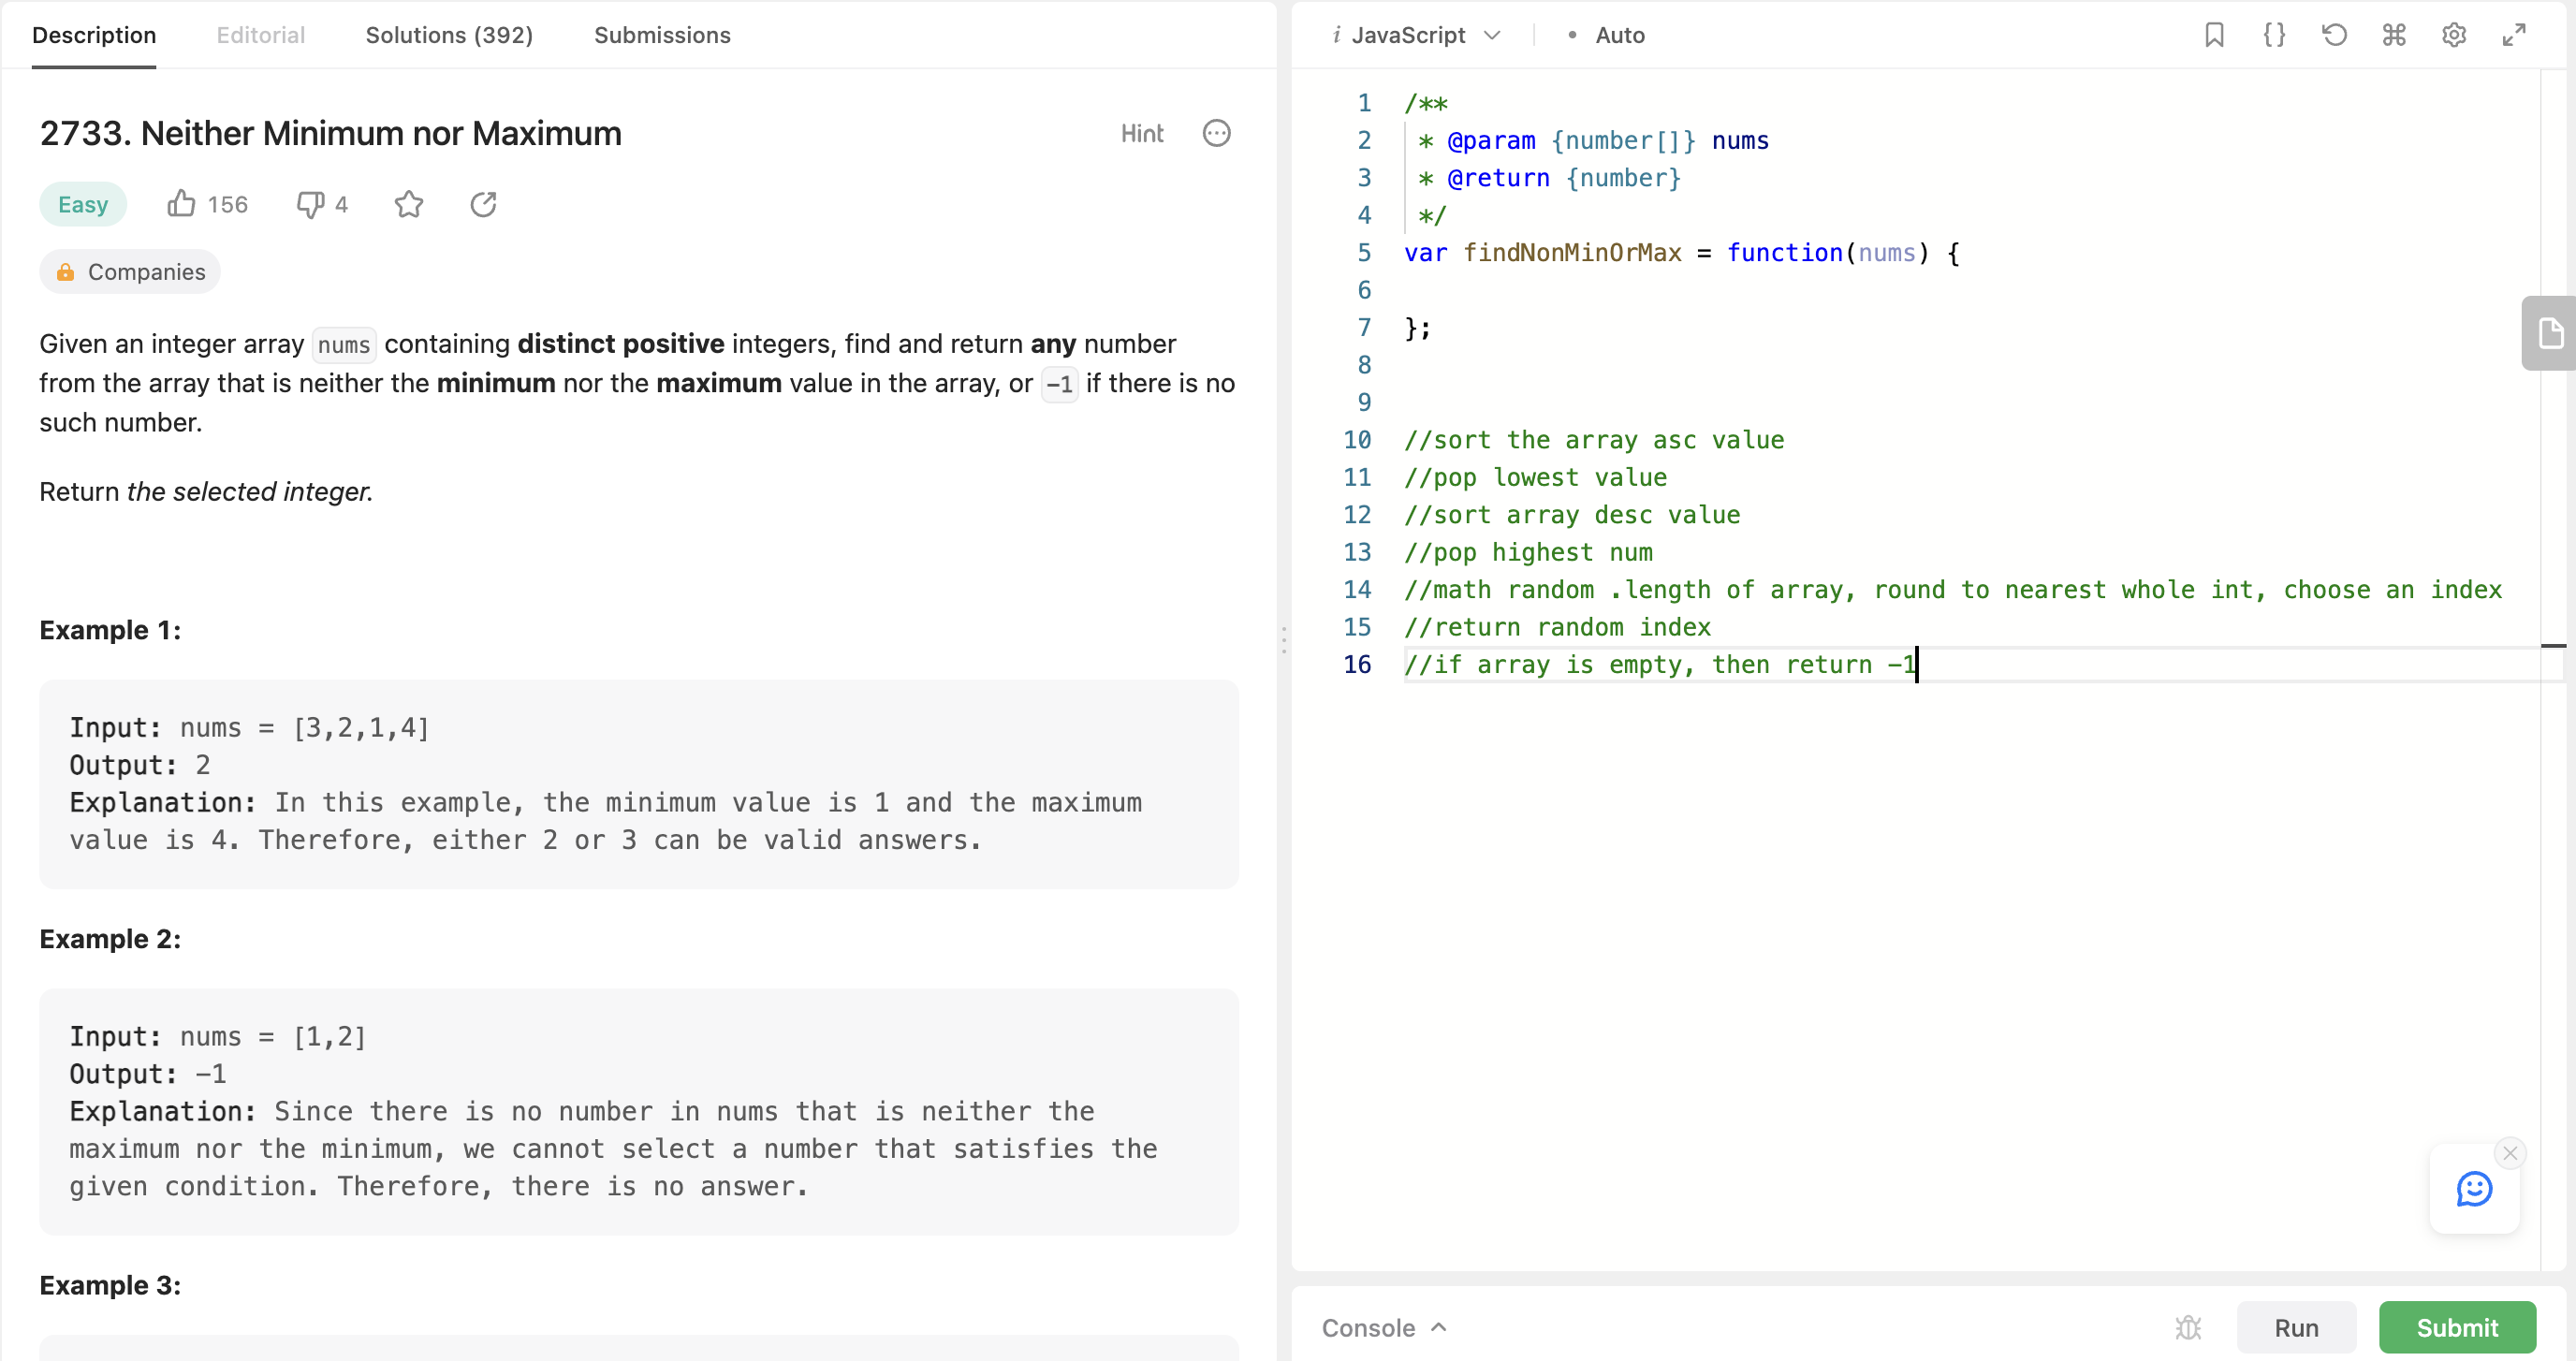 Description Editorial Solutions (392) Submissions
2733. Neither Minimum nor Maximum
Hint
Easy 156 4
Companies
Given an integer array nums containing distinct positive integers, find and return any number
from the array that is neither the minimum nor the maximum value in the array, or -1 if there is no
such number.
Return the selected integer.
Example 1:
Input: nums = [3,2,1,4]
Output: 2
Explanation: In this example, the minimum value is 1 and the maximum
value is 4. Therefore, either 2 or 3 can be valid answers.
Example 2:
Input: nums = [1,2]
Output: -1
Explanation: Since there is no number in nums that is neither the
maximum nor the minimum, we cannot select a number that satisfies the
given condition. Therefore, there is no answer.
Example 3:
i JavaScript • Auto
1 /**
2 * @param {number[]} nums
3 * @return {number}
4 */
5 var findNonMinOrMax = function(nums) {
6
7 };
8
9
10 //sort the array asc value
11 //pop lowest value
12 //sort array desc value
13 //pop highest num
14 //math random .length of array, round to nearest whole int, choose an index
15 //return random index
16 //if array is empty, then return -1
Console
Run
Submit